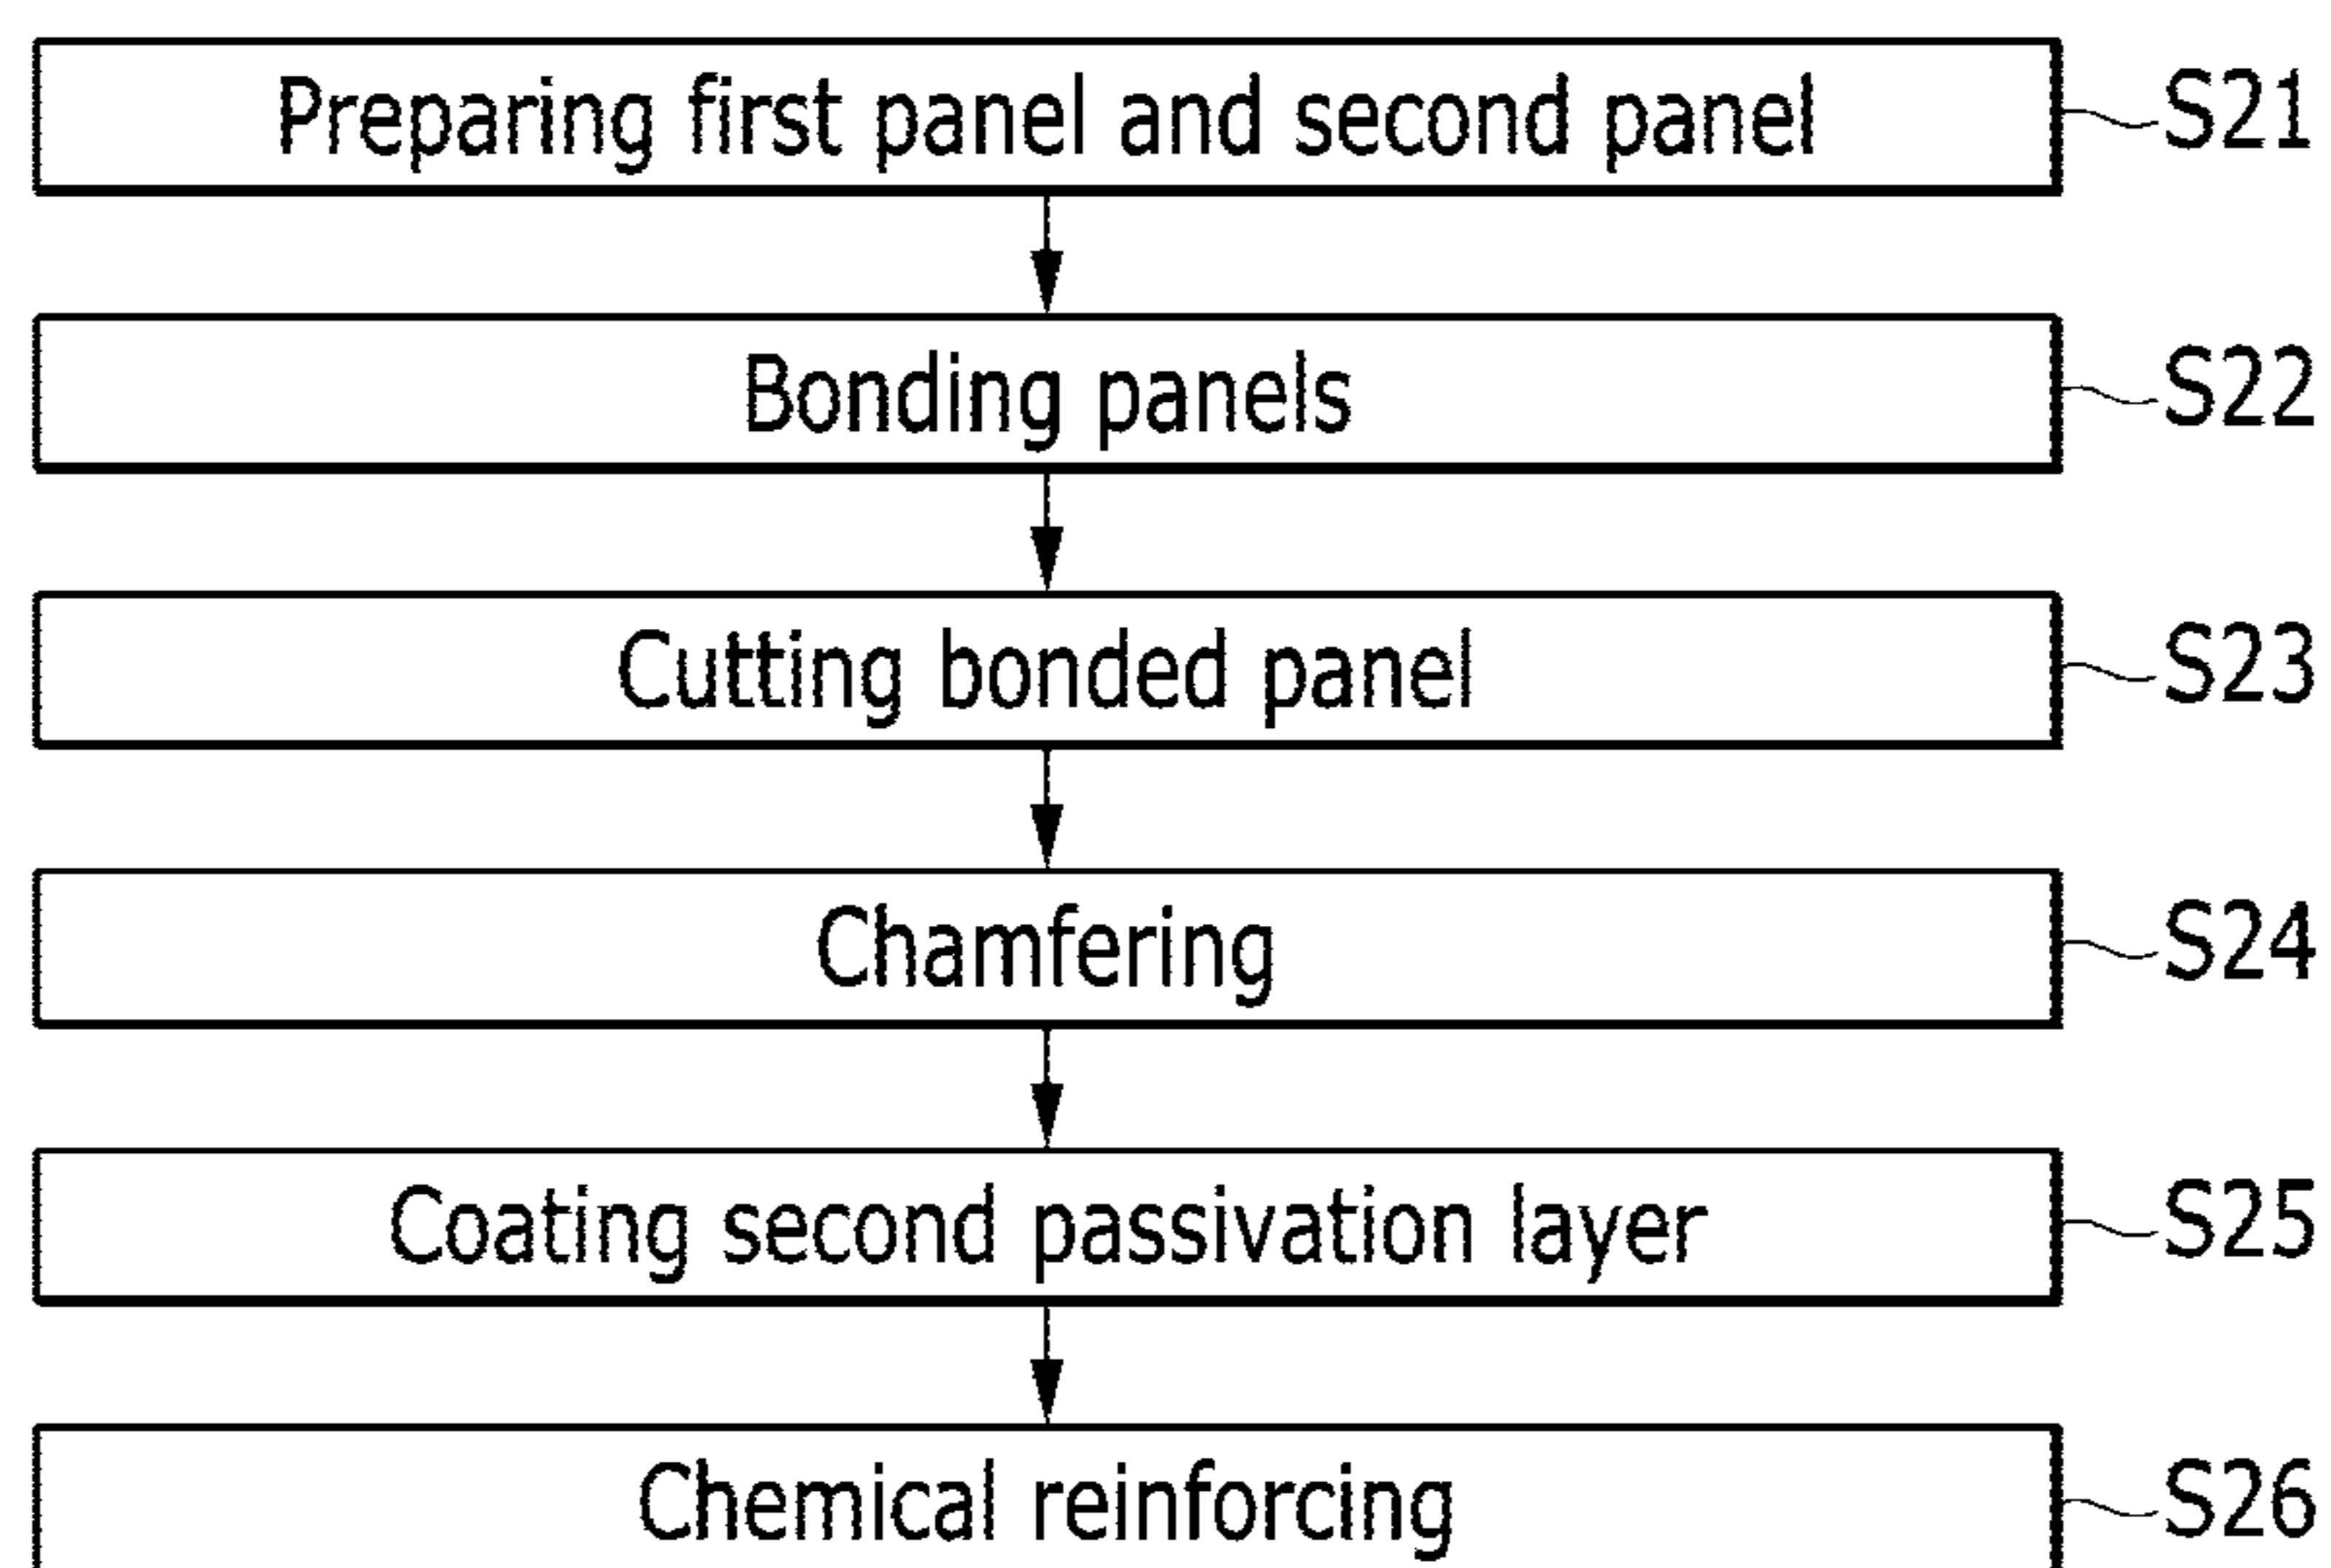 Preparing first panel and second panel S21
Bonding panels S22
Cutting bonded panel S23
Chamfering S24
Coating second passivation layer S25
Chemical reinforcing S26